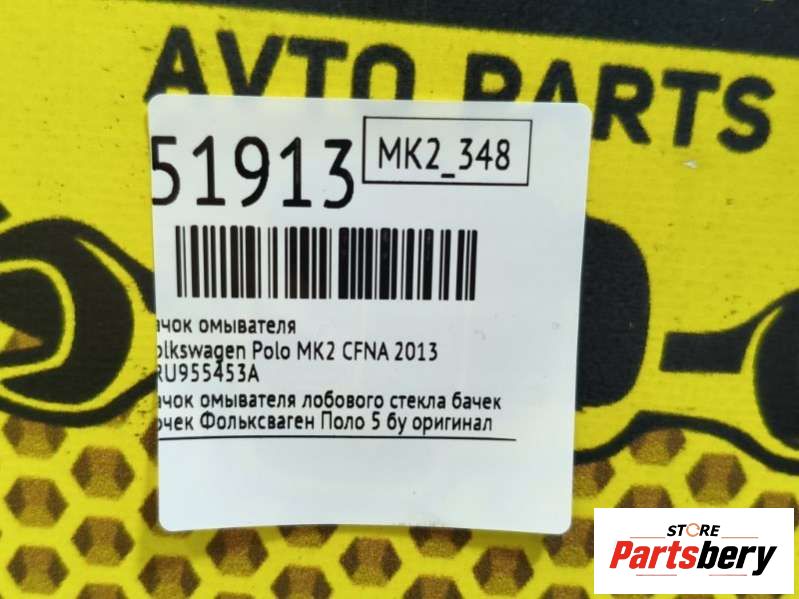 AVTO PARTS
51913
MK2_348
ачок омывателя
olkswagen Polo MK2 CFNA 2013
RU955453A
ачок омывателя лобового стекла бачек
очек Фольксваген Поло 5 бу оригинал
STORE
Partsbery